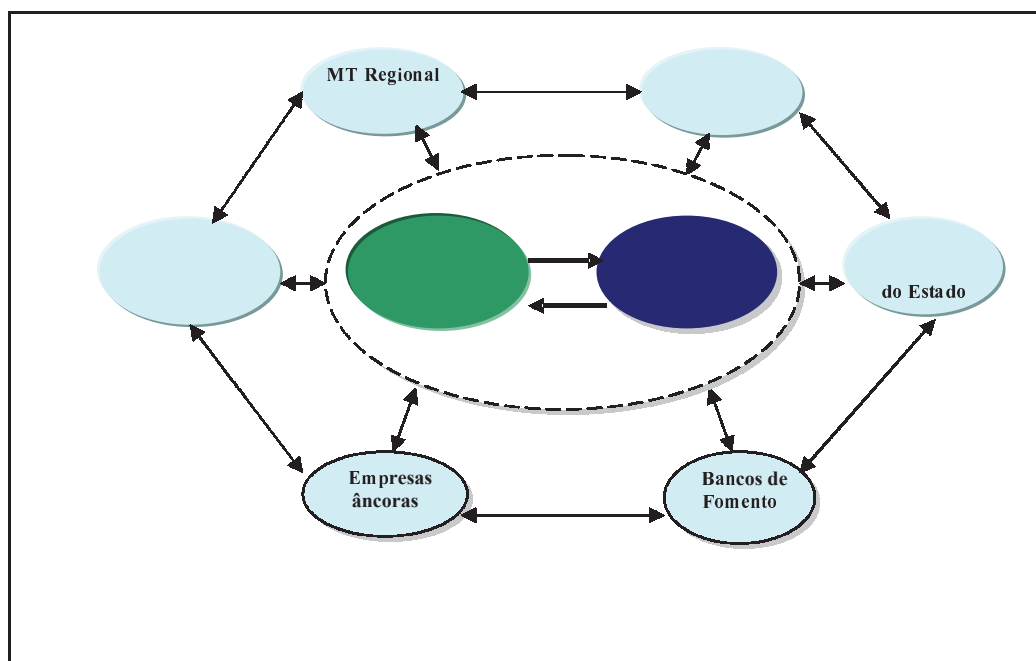 MT Regional
do Estado
Empresas
âncoras
Bancos de
Fomento